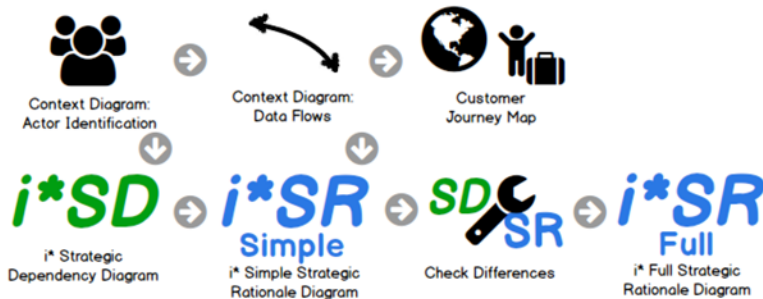 Context Diagram:
Actor Identification
Context Diagram:
Data Flows
Customer
Journey Map
i*SD
i* Strategic
Dependency Diagram
i*SR
Simple
i* Simple Strategic
Rationale Diagram
SD
SR
Check Differences
i*SR
Full
i* Full Strategic
Rationale Diagram